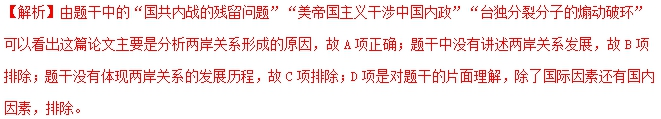 【解析】由题干中的“国共内战的残留问题”“美帝国主义干涉中国内政”“台独分裂分子的煽动破坏”
可以看出这篇论文主要是分析两岸关系形成的原因，故 A 项正确；题干中没有讲述两岸关系发展，故 B 项
排除；题干没有体现两岸关系的发展历程，故 C 项排除；D 项是对题干的片面理解，除了国际因素还有国内
因素，排除。